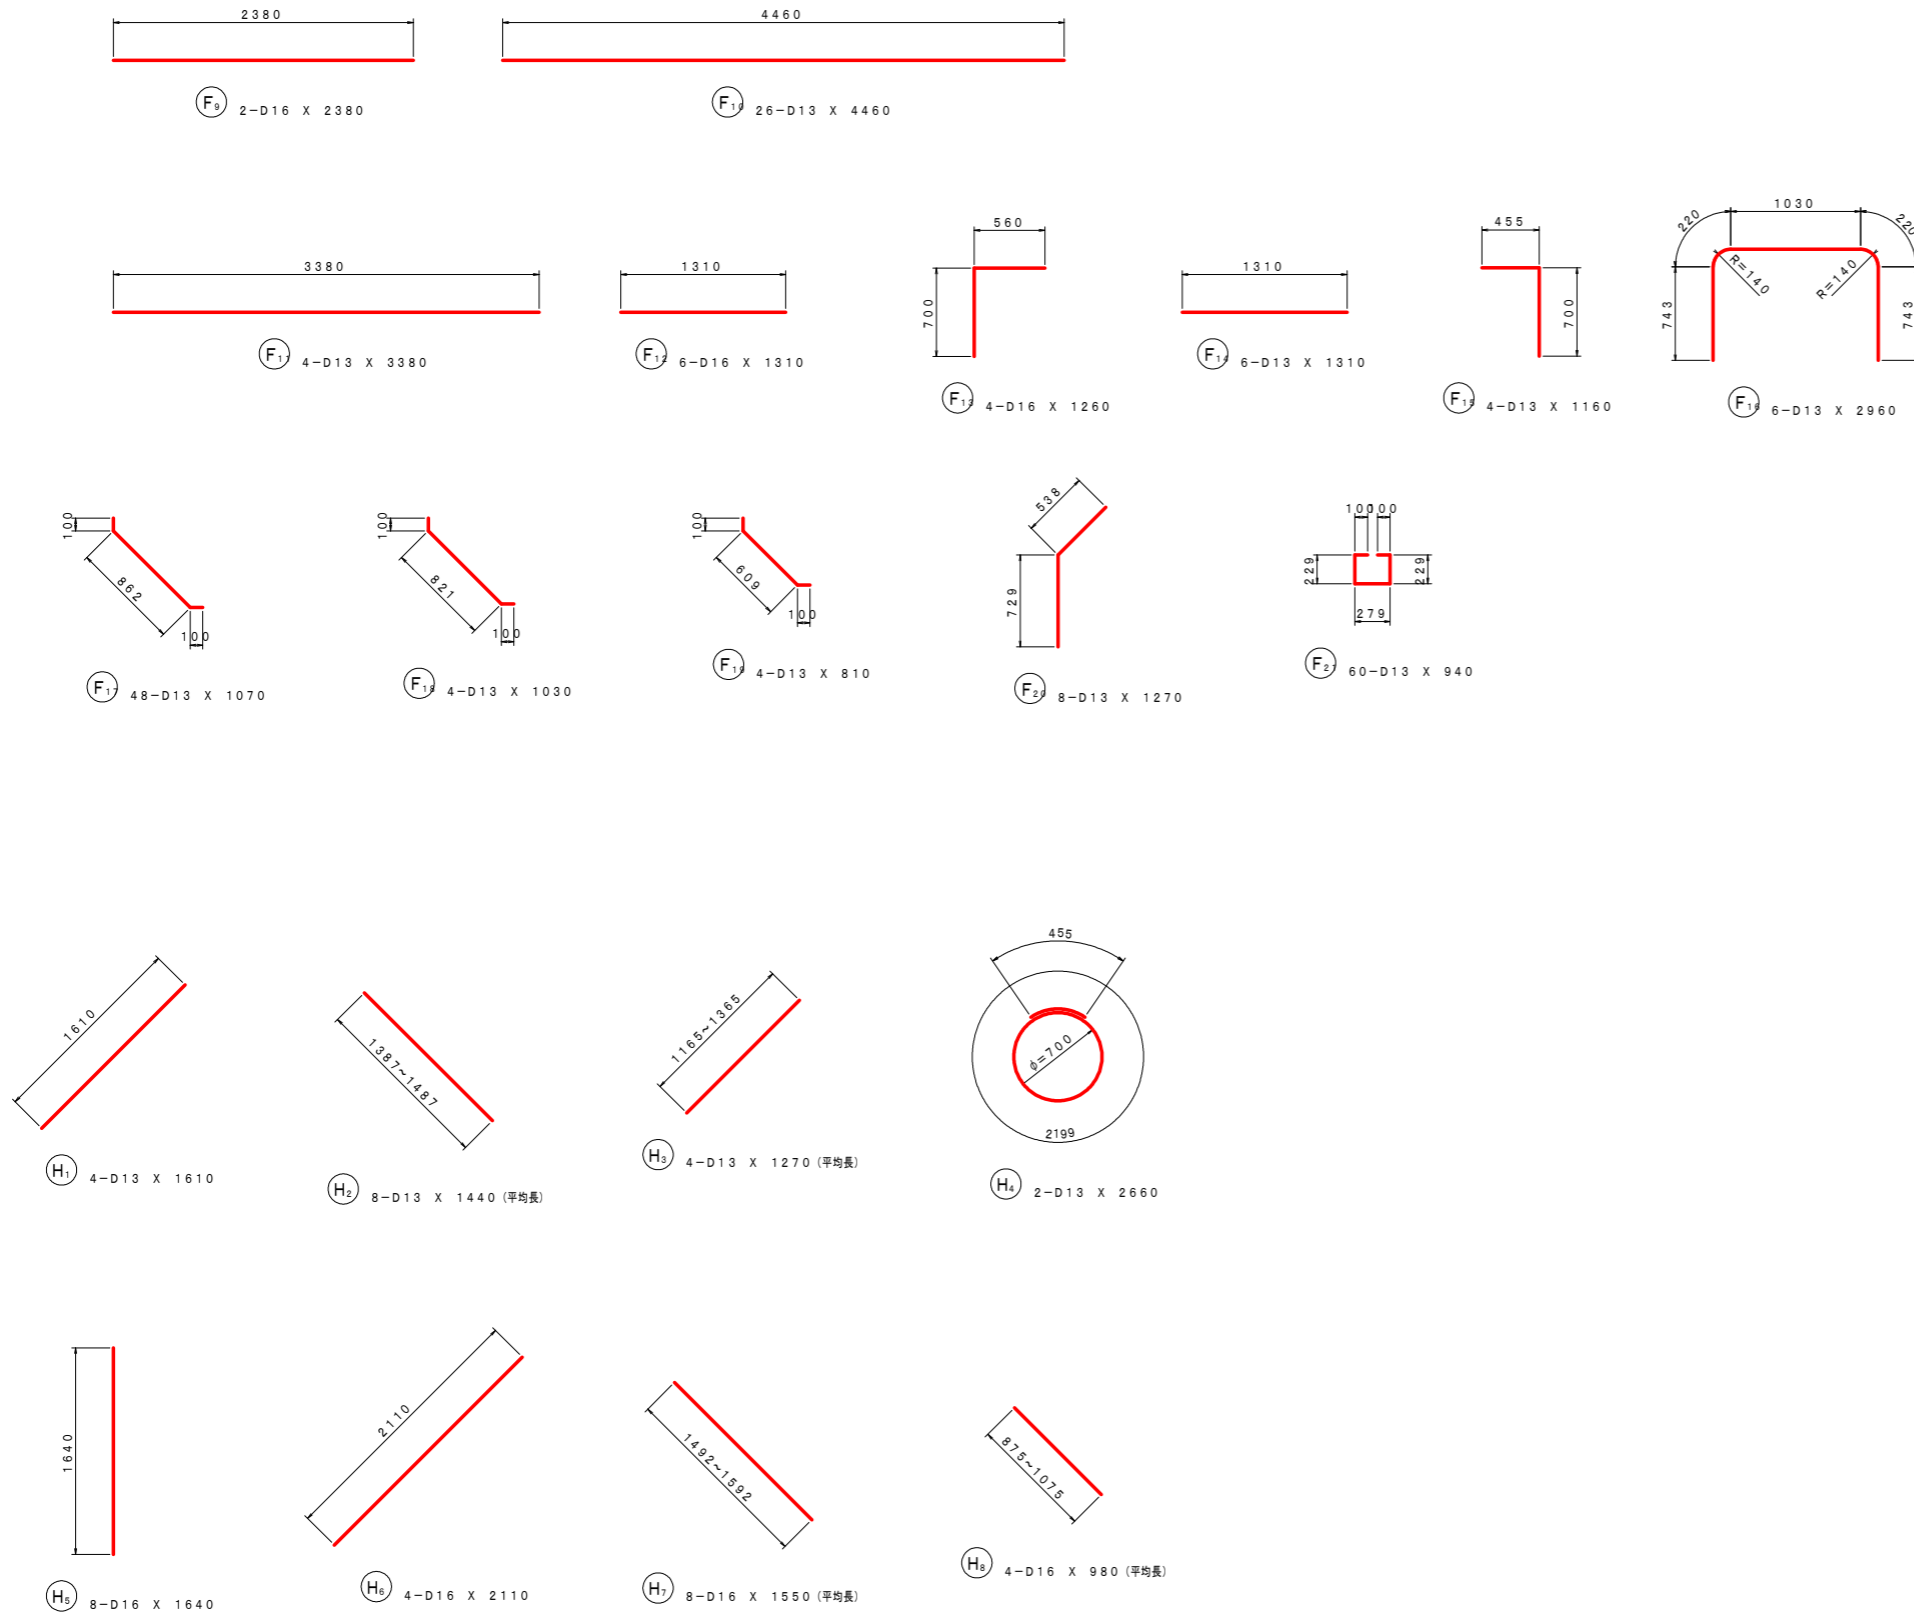 2380
4460
F₉ 2-D16 X 2380
F₁₀ 26-D13 X 4460
3380
1310
560
700
1310
455
700
220
1030
220
R=140
R=140
743
743
F₁₁ 4-D13 X 3380
F₁₂ 6-D16 X 1310
F₁₃ 4-D16 X 1260
F₁₄ 6-D13 X 1310
F₁₅ 4-D13 X 1160
F₁₆ 6-D13 X 2960
100
862
100
100
821
100
100
609
100
538
729
100
100
229
229
279
F₁₇ 48-D13 X 1070
F₁₈ 4-D13 X 1030
F₁₉ 4-D13 X 810
F₂₀ 8-D13 X 1270
F₂₁ 60-D13 X 940
1610
1387~1487
1165~1365
455
φ=700
2199
H₁ 4-D13 X 1610
H₂ 8-D13 X 1440(平均長)
H₃ 4-D13 X 1270(平均長)
H₄ 2-D13 X 2660
1640
2110
1492~1592
875~1075
H₅ 8-D16 X 1640
H₆ 4-D16 X 2110
H₇ 8-D16 X 1550(平均長)
H₈ 4-D16 X 980(平均長)